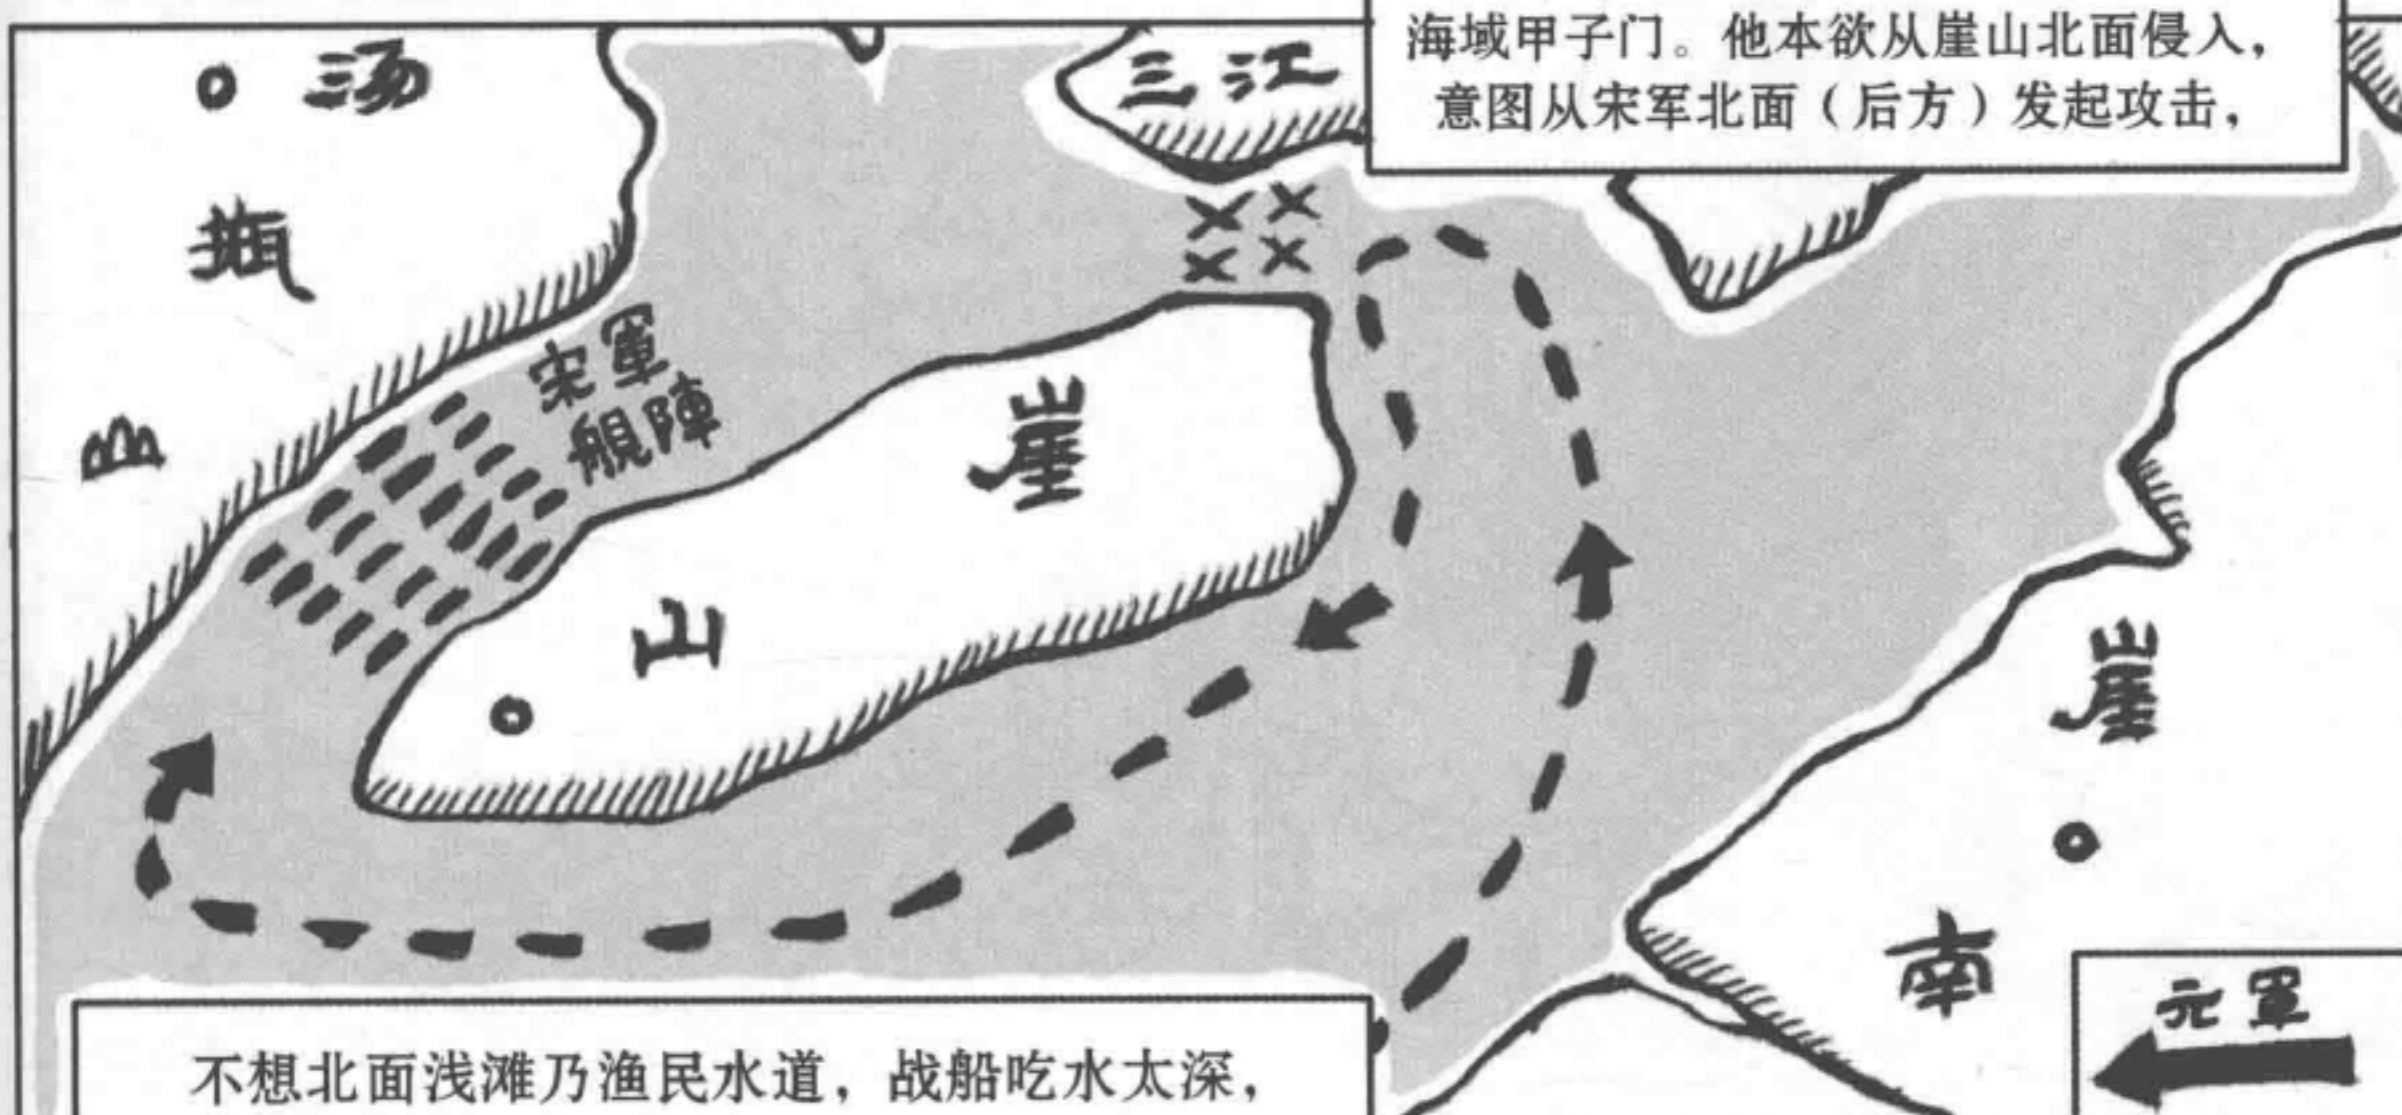 海域甲子门。他本欲从崖山北面侵入，
意图从宋军北面（后方）发起攻击，
汤
瓶
山
三江
宋軍
艦陣
崖
山
崖
南
元軍
不想北面浅滩乃渔民水道，战船吃水太深，